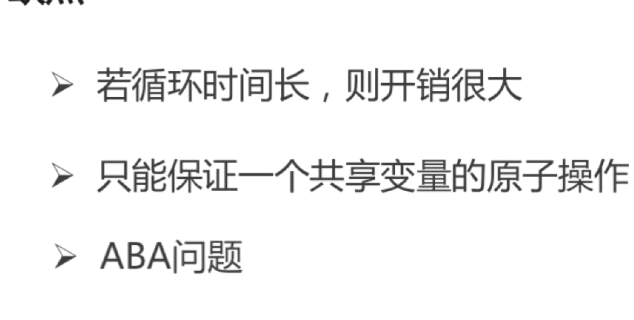 若循环时间长，则开销很大
只能保证一个共享变量的原子操作
ABA问题